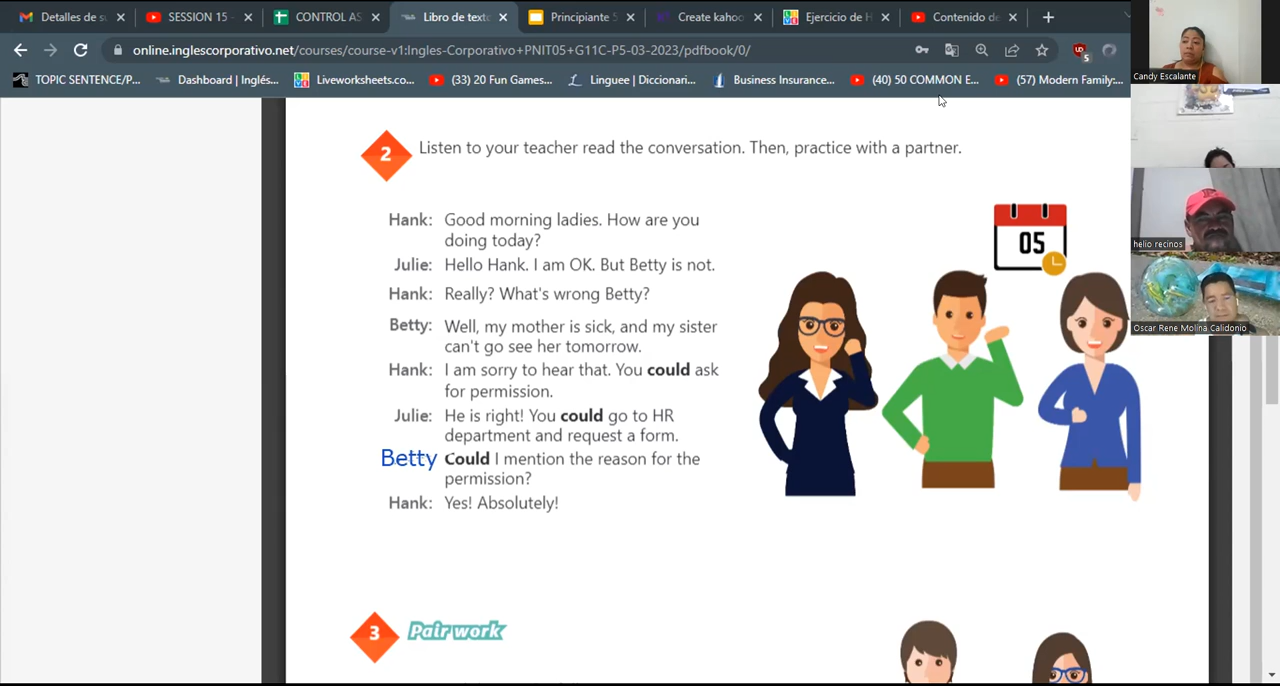 Detalles de su
SESSION 15 -
CONTROL AS
Libro de texto
Principiante 5
Create kahoo
Ejercicio de H
Contenido de
online.inglescorporativo.net/courses/course-v1:Ingles-Corporativo+PNIT05+G11C-P5-03-2023/pdfbook/0/
5
TOPIC SENTENCE/P...
Dashboard | Inglés...
Liveworksheets.co...
(33) 20 Fun Games...
Linguee | Diccionari...
Business Insurance...
(40) 50 COMMON E...
(57) Modern Family:...
Candy Escalante
helio recinos
Oscar Rene Molina Calidonio
2
Listen to your teacher read the conversation. Then, practice with a partner.
Hank: Good morning ladies. How are you
doing today?
Julie: Hello Hank. I am OK. But Betty is not.
Hank: Really? What's wrong Betty?
Betty: Well, my mother is sick, and my sister
can't go see her tomorrow.
Hank: I am sorry to hear that. You could ask
for permission.
Julie: He is right! You could go to HR
department and request a form.
Betty Could I mention the reason for the
permission?
Hank: Yes! Absolutely!
05
3
Pair work